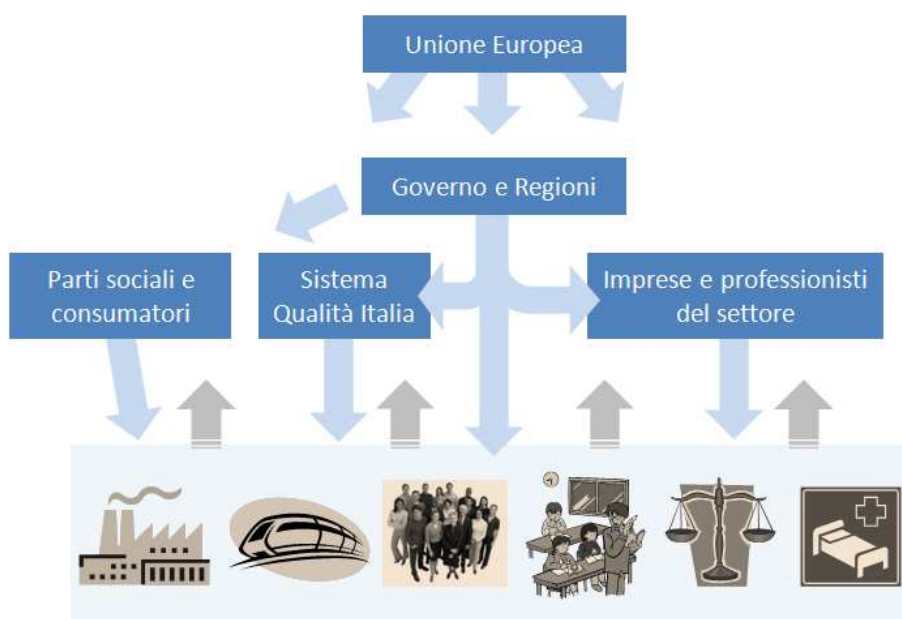 Unione Europea
Governo e Regioni
Parti sociali e
consumatori
Sistema
Qualità Italia
Imprese e professionisti
del settore